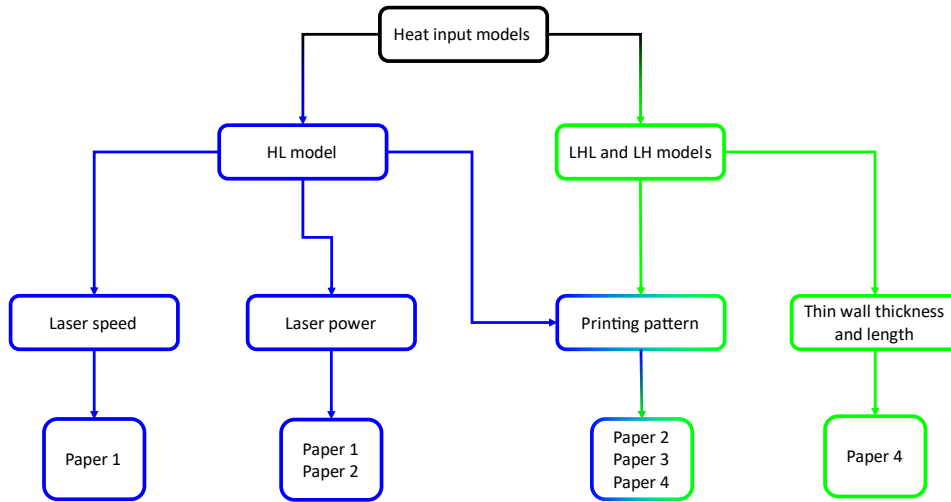 Heat input models
HL model
LHL and LH models
Laser speed
Laser power
Printing pattern
Thin wall thickness
and length
Paper 1
Paper 1
Paper 2
Paper 2
Paper 3
Paper 4
Paper 4